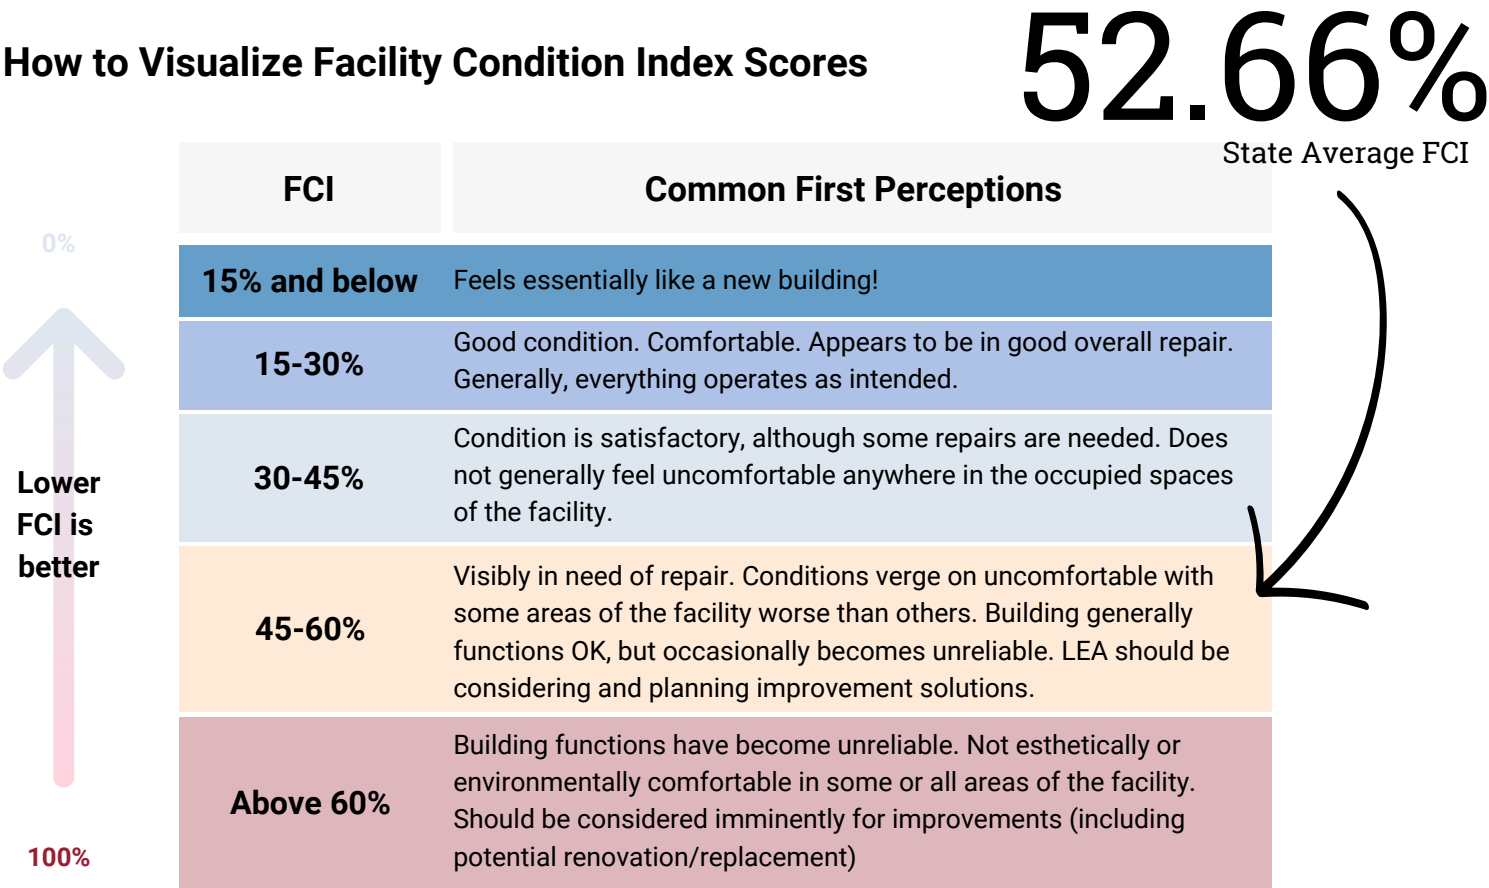 How to Visualize Facility Condition Index Scores
52.66%
State Average FCI
FCI
Common First Perceptions
0%
15% and below
Feels essentially like a new building!
15-30%
Good condition. Comfortable. Appears to be in good overall repair.
Generally, everything operates as intended.
Lower
FCI is
better
30-45%
Condition is satisfactory, although some repairs are needed. Does
not generally feel uncomfortable anywhere in the occupied spaces
of the facility.
45-60%
Visibly in need of repair. Conditions verge on uncomfortable with
some areas of the facility worse than others. Building generally
functions OK, but occasionally becomes unreliable. LEA should be
considering and planning improvement solutions.
Above 60%
Building functions have become unreliable. Not esthetically or
environmentally comfortable in some or all areas of the facility.
Should be considered imminently for improvements (including
potential renovation/replacement)
100%